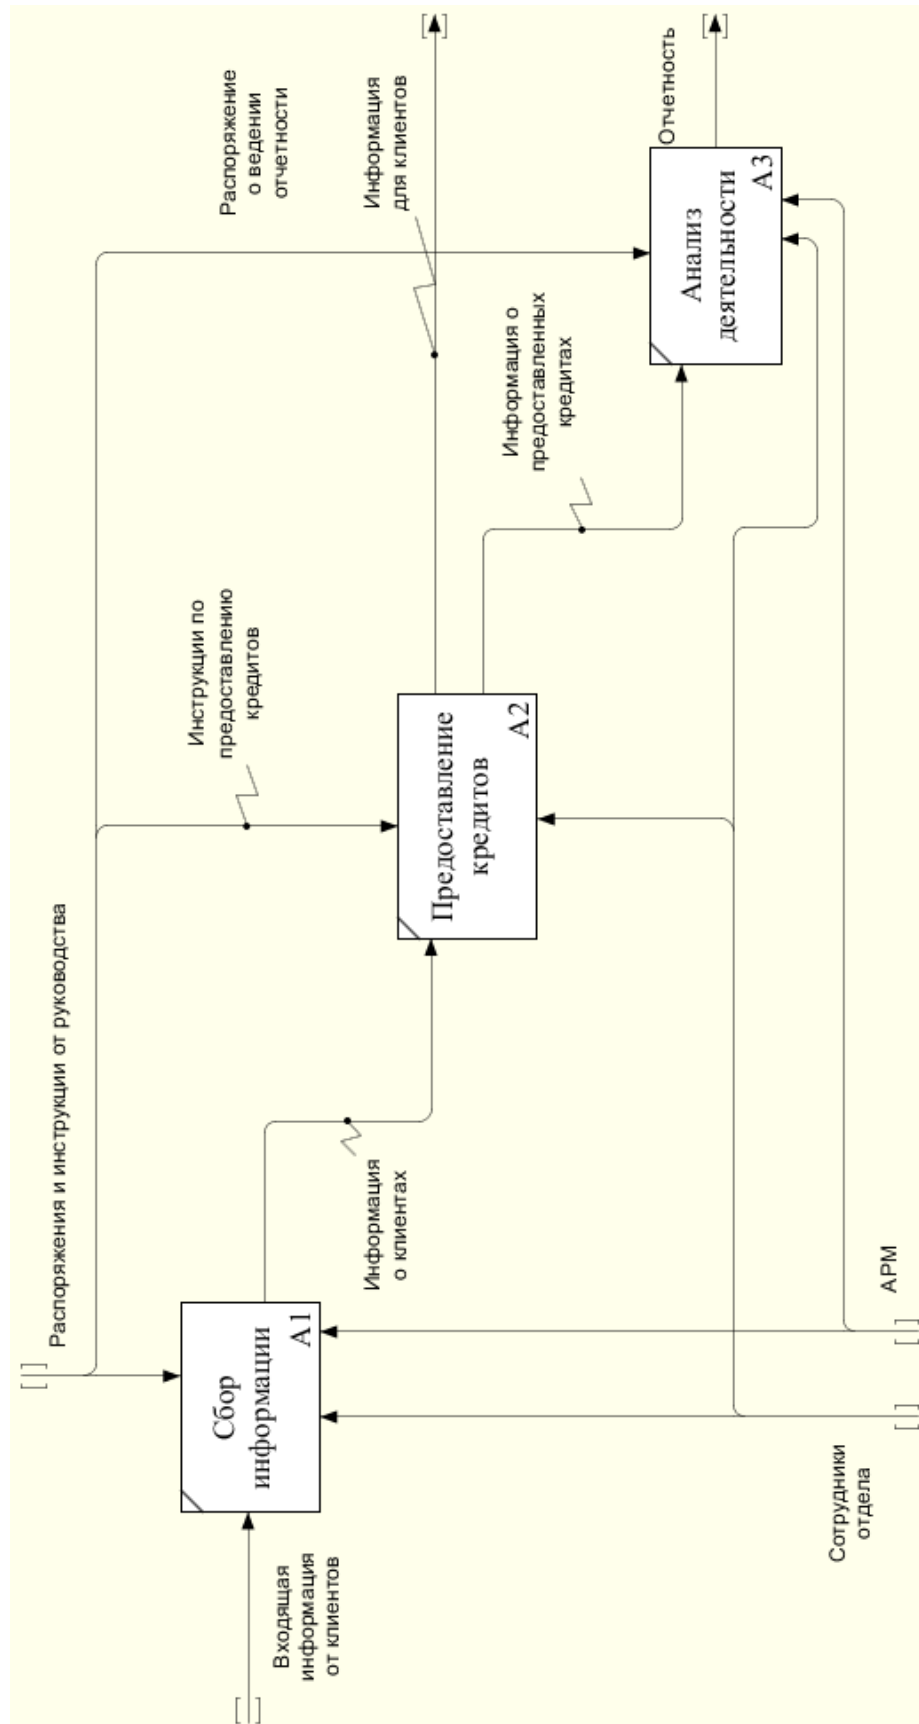 Распоряжения и инструкции от руководства
Распоряжение
о ведении
отчетности
Инструкции по
предоставлению
кредитов
Входящая
информация
от клиентов
Сбор
информации
A1
Информация
о клиентах
Предоставление
кредитов
A2
Информация
для клиентов
Информация о
предоставленных
кредитах
Анализ
деятельности
A3
Отчетность
Сотрудники
отдела
АРМ